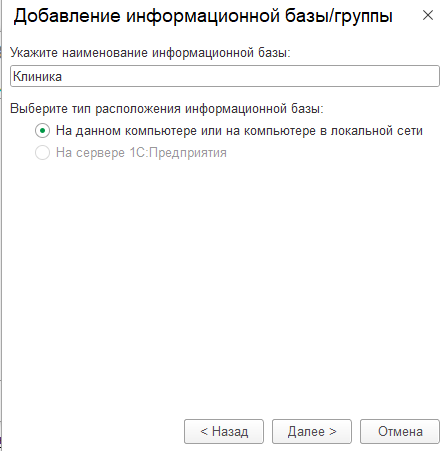 Добавление информационной базы/группы
Укажите наименование информационной базы:
Клиника
Выберите тип расположения информационной базы:
На данном компьютере или на компьютере в локальной сети
На сервере 1С:Предприятия
< Назад
Далее >
Отмена